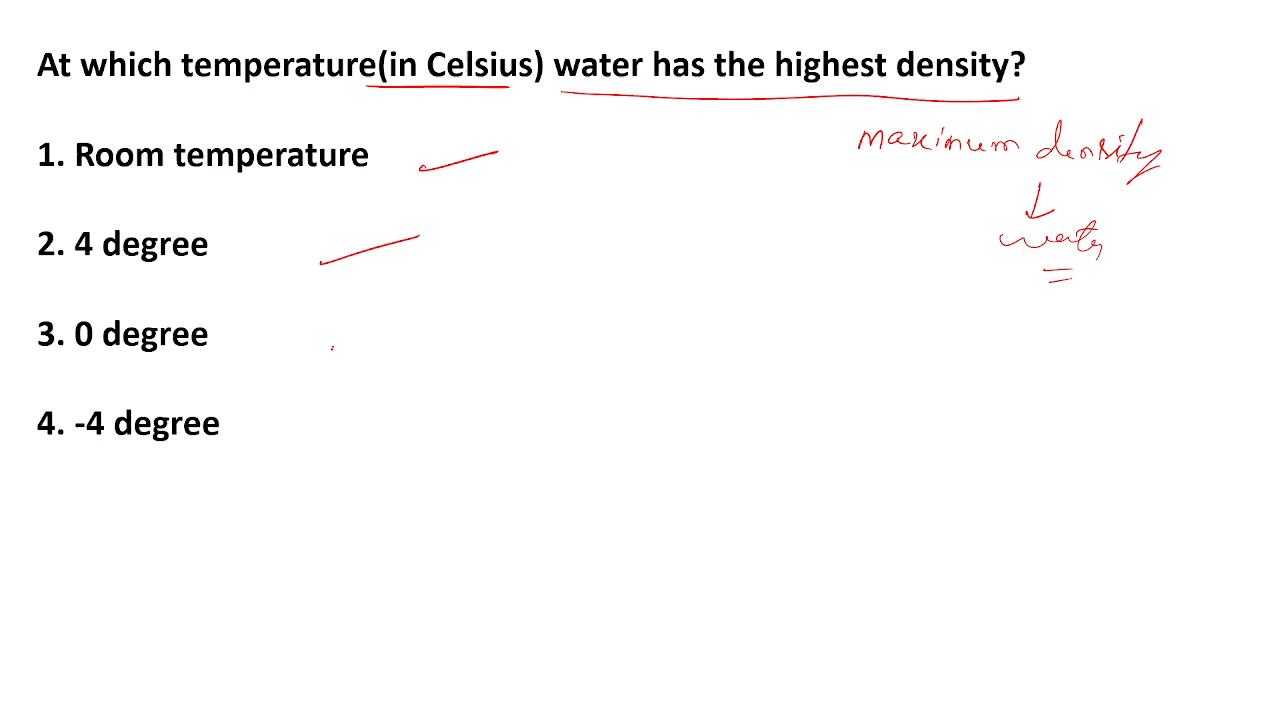 At which temperature(in Celsius) water has the highest density?
1. Room temperature
maximum density
2. 4 degree
water
3. 0 degree
4. -4 degree